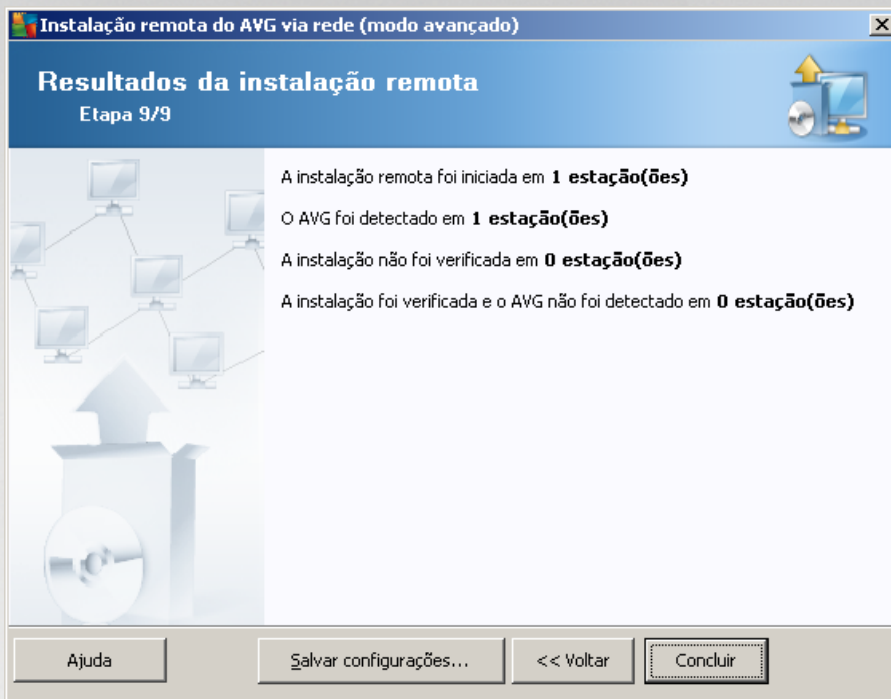 Instalação remota do AVG via rede (modo avançado)
Resultados da instalação remota
Etapa 9/9
A instalação remota foi iniciada em 1 estação(ões)
O AVG foi detectado em 1 estação(ões)
A instalação não foi verificada em 0 estação(ões)
A instalação foi verificada e o AVG não foi detectado em 0 estação(ões)
Ajuda
Salvar configurações...
<< Voltar
Concluir